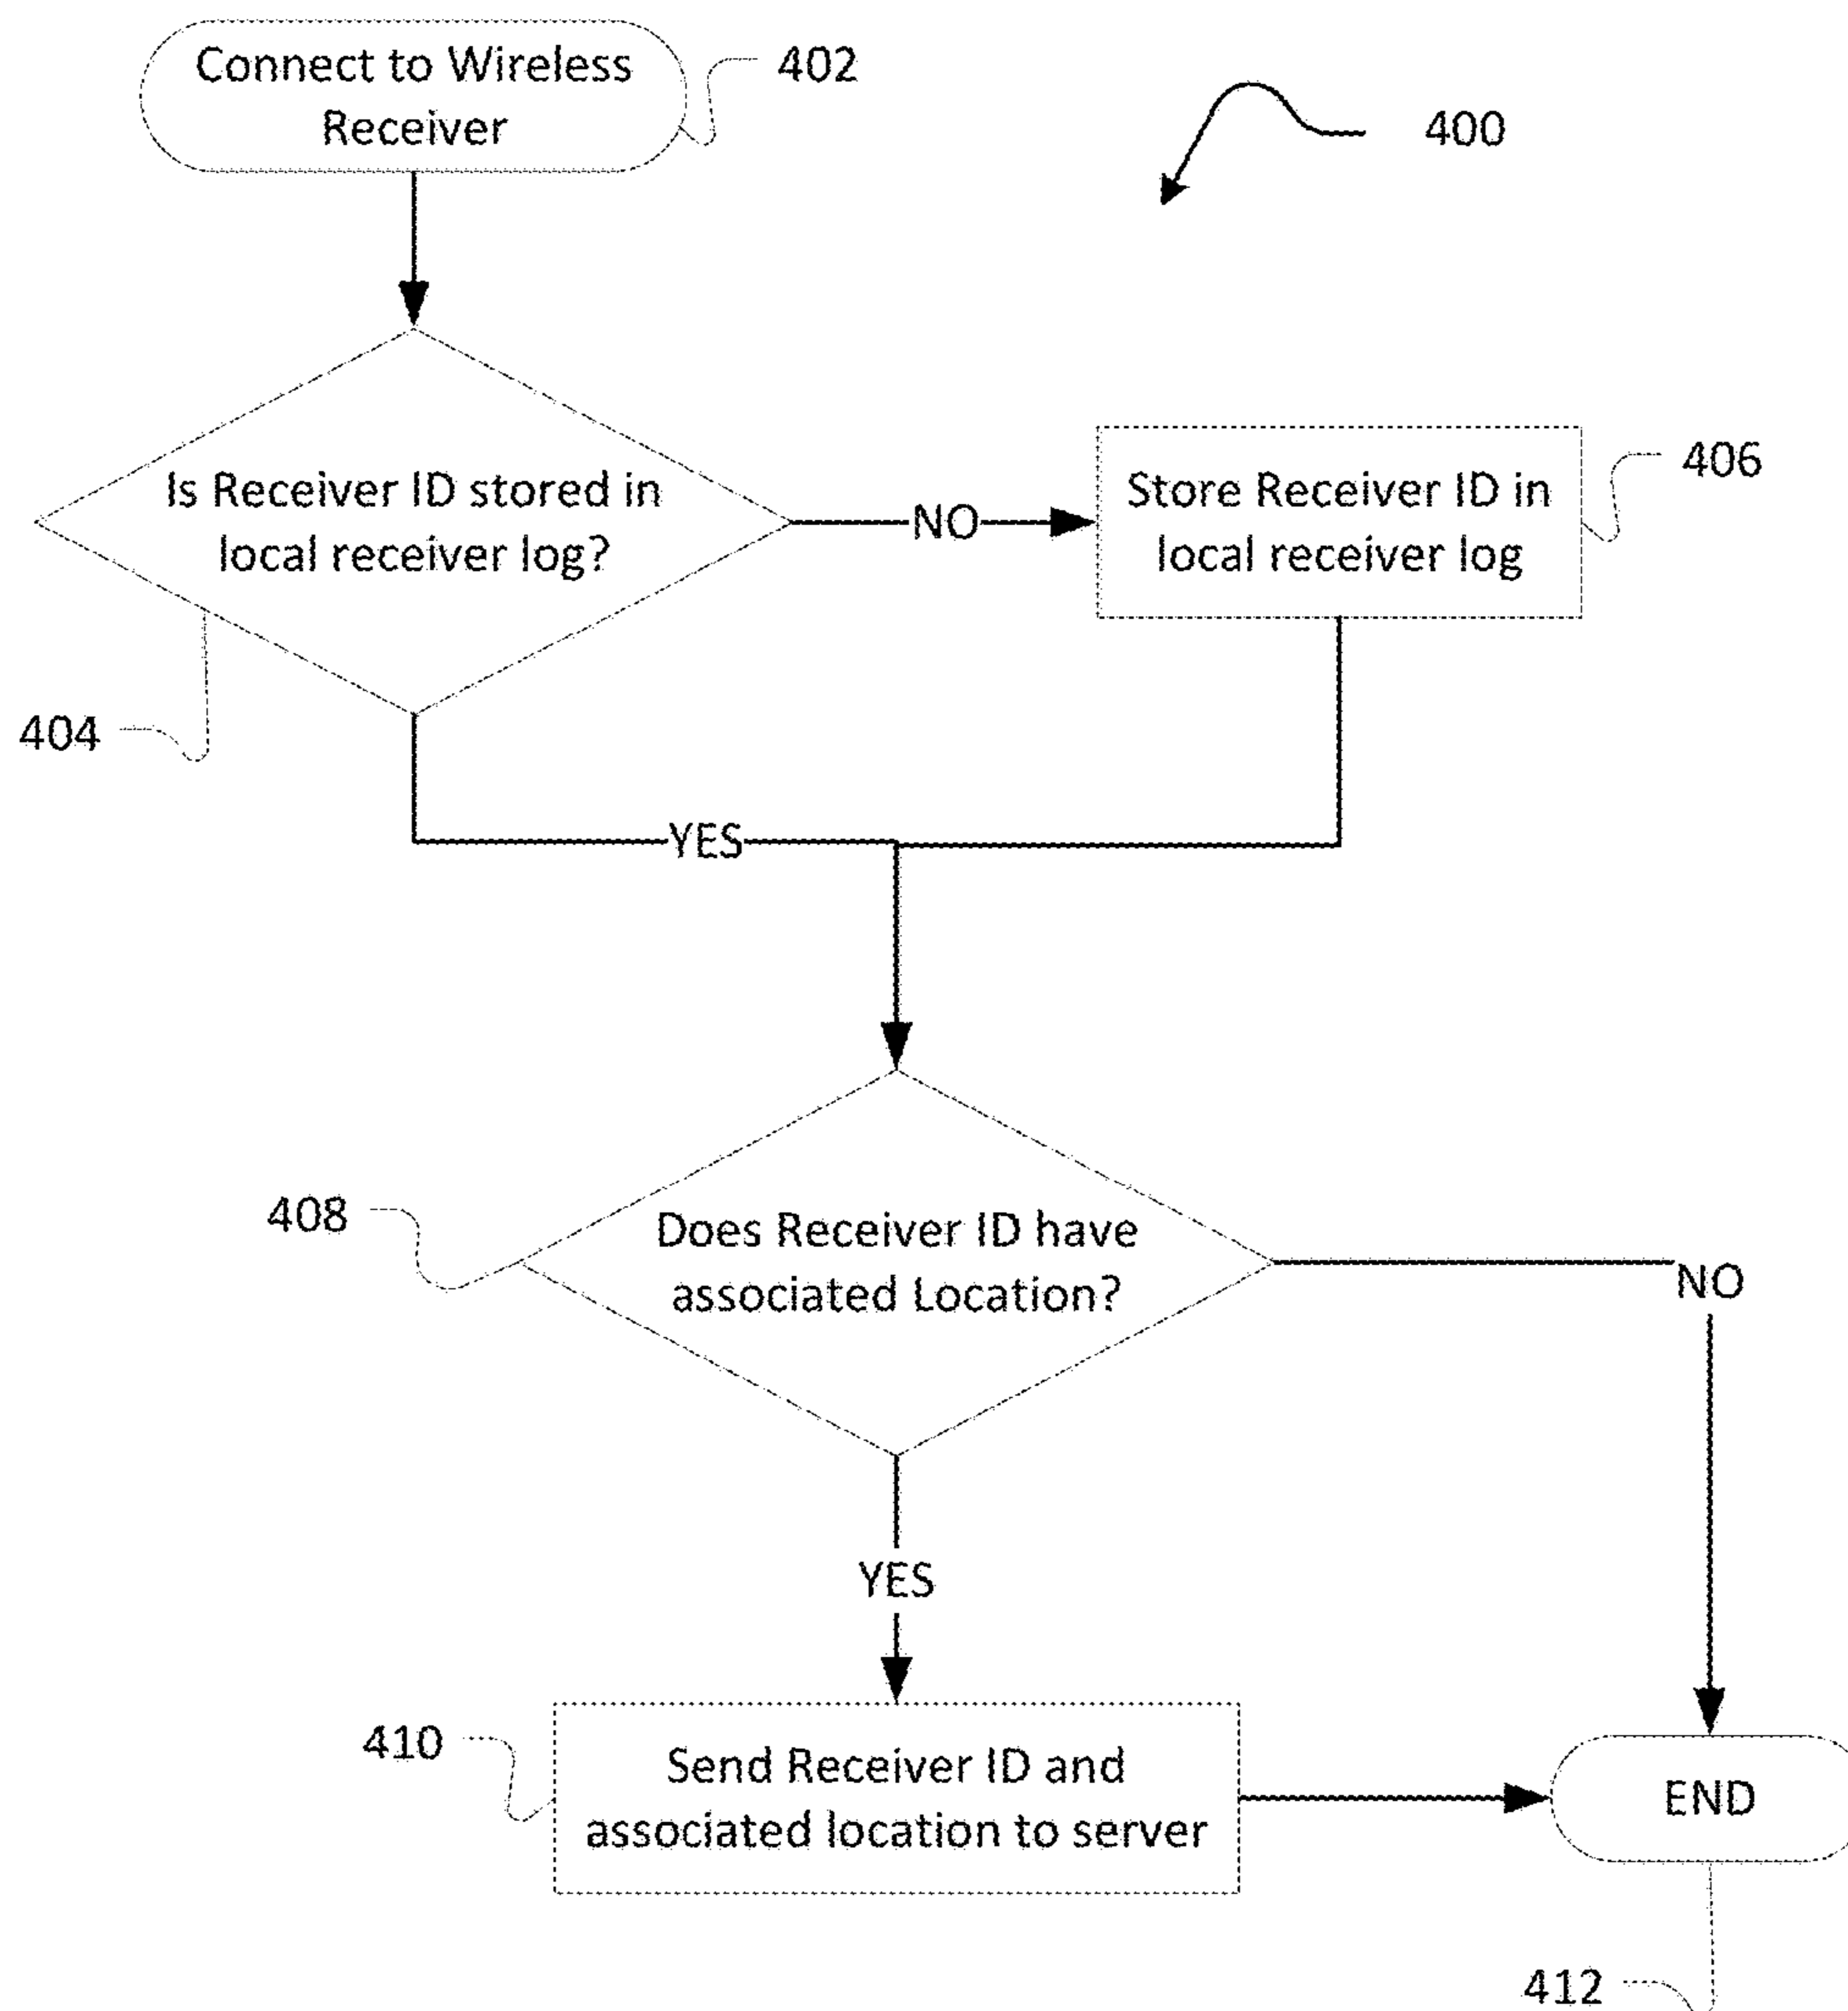 Connect to Wireless
Receiver
402
400
Is Receiver ID stored in
local receiver log?
NO
Store Receiver ID in
local receiver log
406
404
YES
408
Does Receiver ID have
associated Location?
NO
YES
410
Send Receiver ID and
associated location to server
END
412